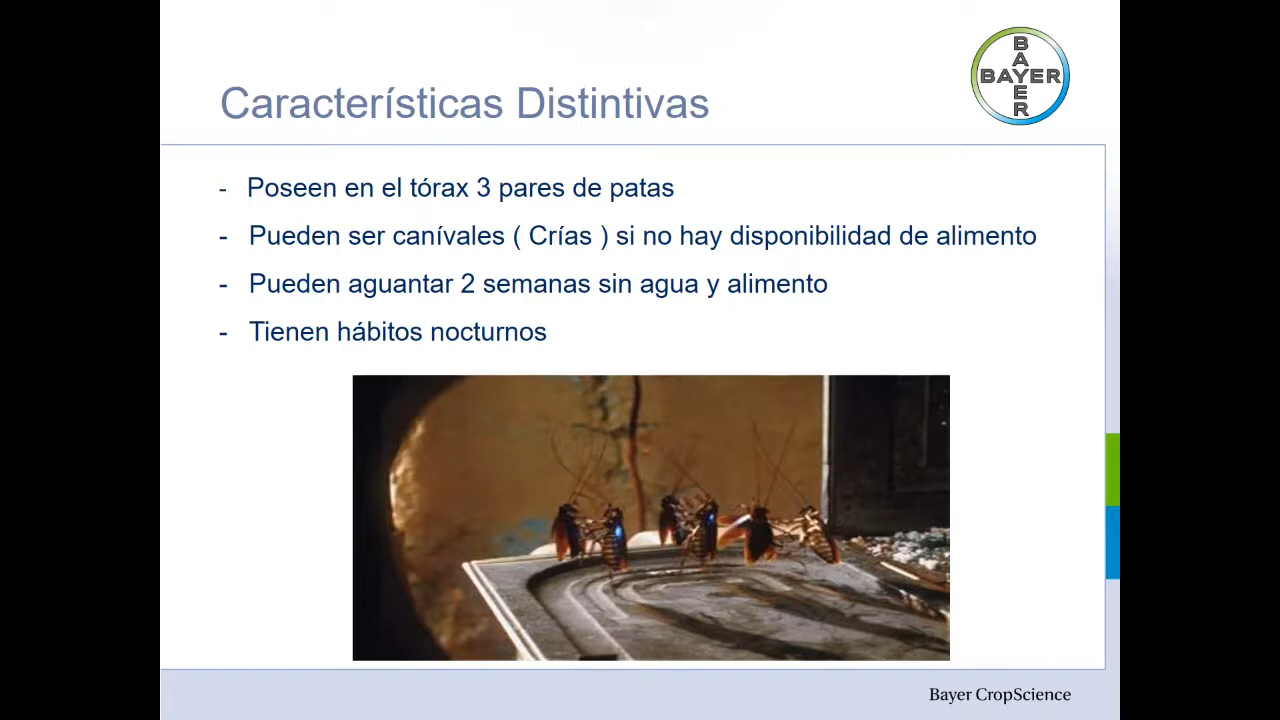 BAYER
BAYER
Características Distintivas
- Poseen en el tórax 3 pares de patas
- Pueden ser canívales ( Crías ) si no hay disponibilidad de alimento
- Pueden aguantar 2 semanas sin agua y alimento
- Tienen hábitos nocturnos
Bayer CropScience